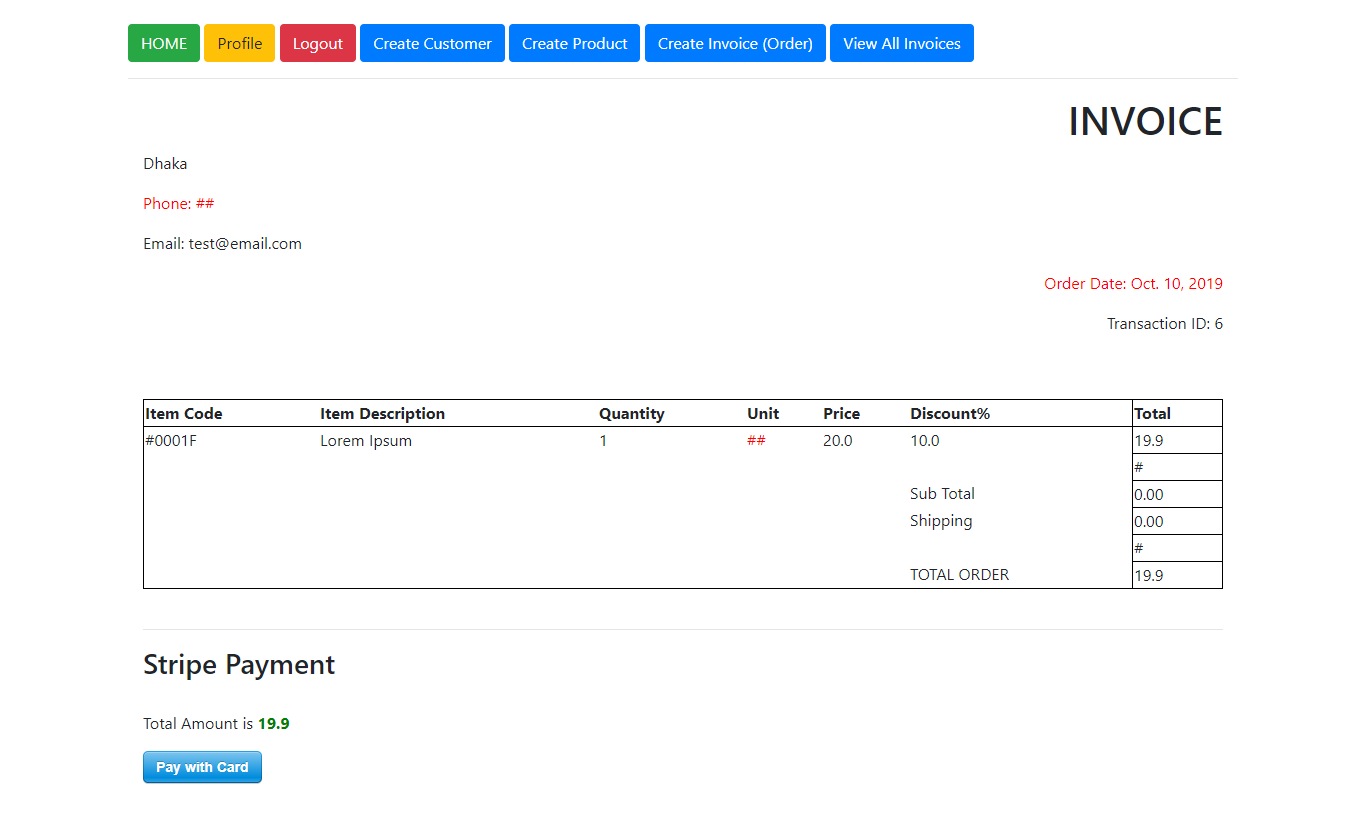 HOME Profile Logout Create Customer Create Product Create Invoice (Order) View All Invoices
INVOICE
Dhaka
Phone: ##
Email: test@email.com
Order Date: Oct. 10, 2019
Transaction ID: 6
Item Code Item Description Quantity Unit Price Discount% Total
#0001F Lorem Ipsum 1 ## 20.0 10.0 19.9
#
Sub Total 0.00
Shipping 0.00
#
TOTAL ORDER 19.9
Stripe Payment
Total Amount is 19.9
Pay with Card